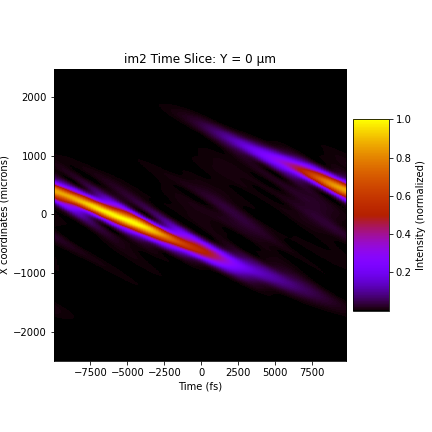 im2 Time Slice: Y = 0 μm
X coordinates (microns)
2000
1000
0
−1000
−2000
−7500 −5000 −2500 0 2500 5000 7500
Time (fs)
1.0
0.8
0.6
0.4
0.2
Intensity (normalized)